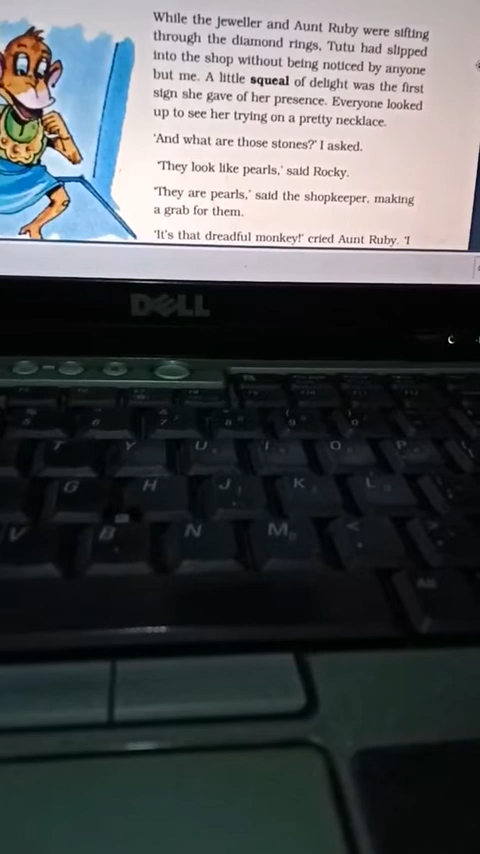 While the jeweller and Aunt Ruby were sifting
through the diamond rings, Tutu had slipped
into the shop without being noticed by anyone
but me. A little squeal of delight was the first
sign she gave of her presence. Everyone looked
up to see her trying on a pretty necklace.
'And what are those stones?' I asked.
'They look like pearls,' said Rocky.
'They are pearls,' said the shopkeeper, making
a grab for them.
'It's that dreadful monkey!' cried Aunt Ruby. 'I
DELL
T Y U I O P
G H J K L
V B N M <
Alt